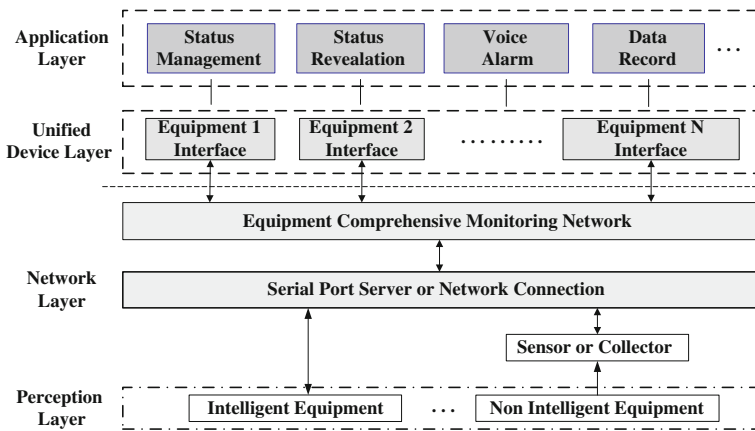 Application
Layer
Status
Management
Status
Revealation
Voice
Alarm
Data
Record
...
Unified
Device Layer
Equipment 1
Interface
Equipment 2
Interface
.........
Equipment N
Interface
Equipment Comprehensive Monitoring Network
Network
Layer
Serial Port Server or Network Connection
Sensor or Collector
Perception
Layer
Intelligent Equipment
...
Non Intelligent Equipment